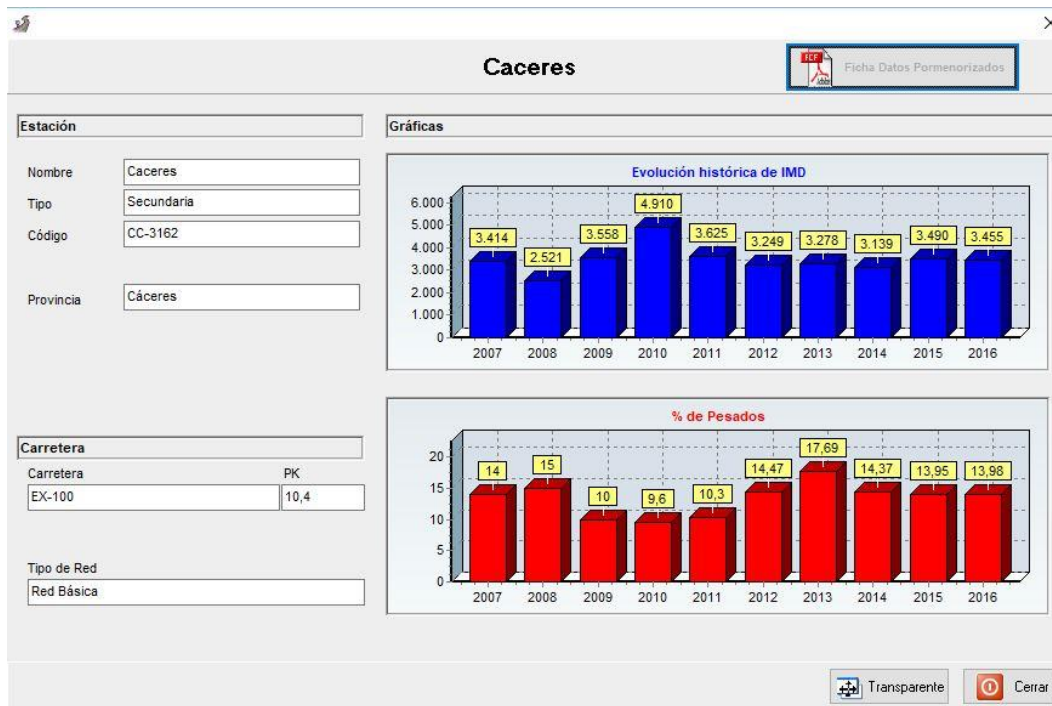 Caceres
Ficha Datos Pormenorizados
Estación
Nombre Caceres
Tipo Secundaria
Código CC-3162
Provincia Cáceres
Carretera
Carretera PK
EX-100 10,4
Tipo de Red
Red Básica
Gráficas
Evolución histórica de IMD
6.000
5.000
4.000
3.000
2.000
1.000
0
3.414 2.521 3.558 4.910 3.625 3.249 3.278 3.139 3.490 3.455
2007 2008 2009 2010 2011 2012 2013 2014 2015 2016
% de Pesados
20
15
10
5
0
14 15 10 9,6 10,3 14,47 17,69 14,37 13,95 13,98
2007 2008 2009 2010 2011 2012 2013 2014 2015 2016
Transparente Cerrar